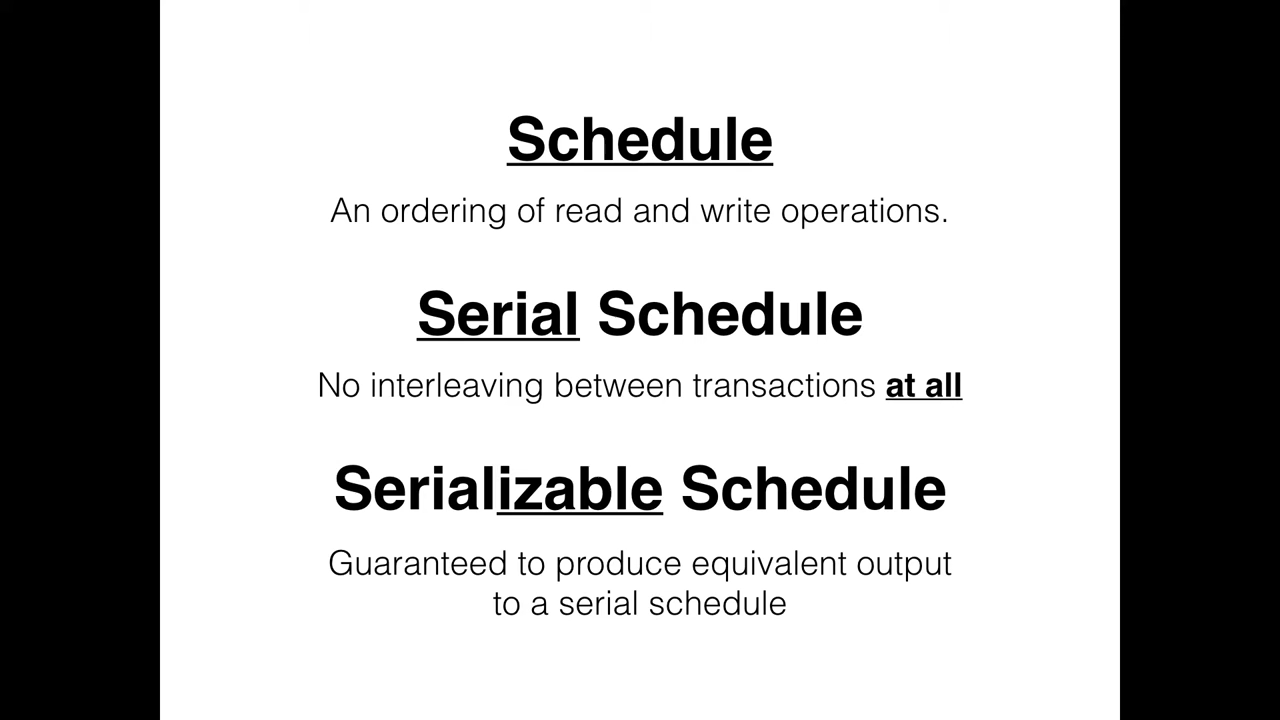 Schedule
An ordering of read and write operations.
Serial Schedule
No interleaving between transactions at all
Serializable Schedule
Guaranteed to produce equivalent output
to a serial schedule